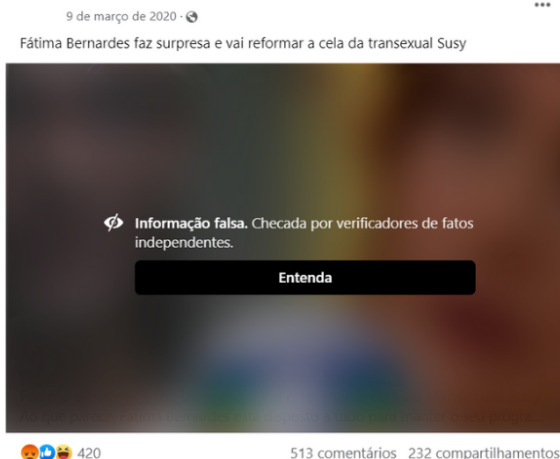 9 de março de 2020 ·
Fátima Bernardes faz surpresa e vai reformar a cela da transexual Susy
Informação falsa. Checada por verificadores de fatos
independentes.
Entenda
420
513 comentários 232 compartilhamentos